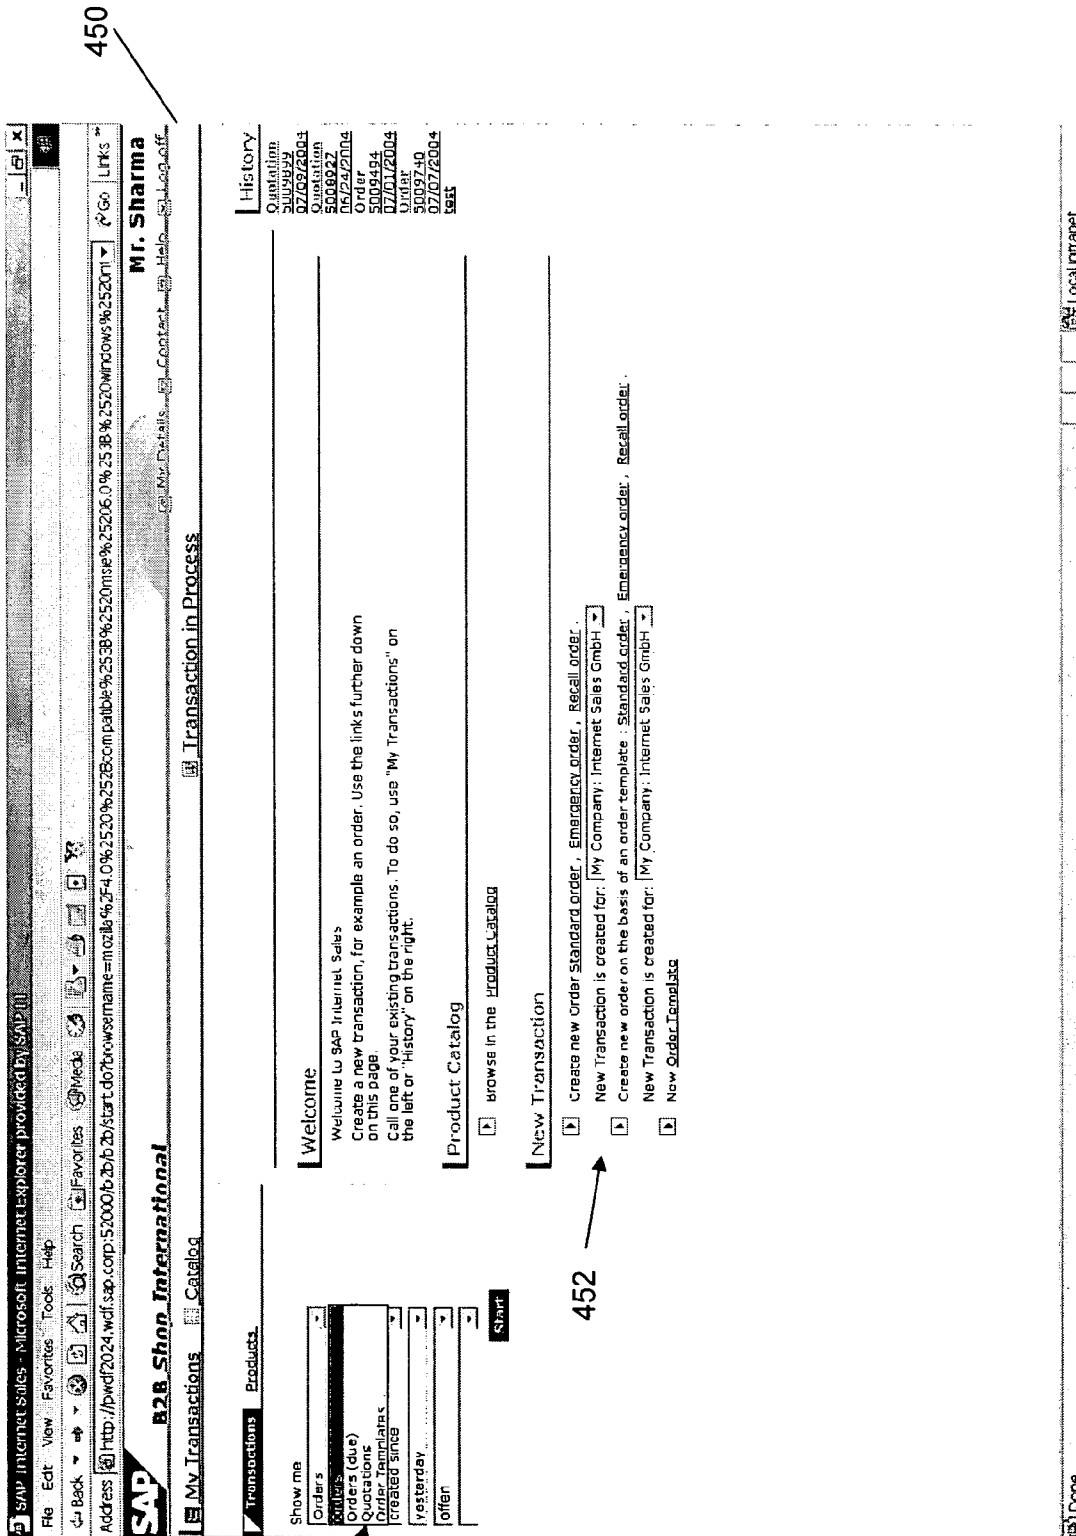 450
SAP Internet Sales - Microsoft Internet Explorer provided by SAP IT
File Edit View Favorites Tools Help
Back Search Favorites Media
Address http://pwdf2024.wdf.sap.corp:52000/b2b/b2b/start.do?browsername=mozilla%2F4.0%2520%252Bcompatible%253B%2520msie%25206.0%253B%2520windows%2520n Go Links »
SAP B2B Shop International Mr. Sharma
My Details Contact Help Log off
My Transactions Catalog Transaction in Process
Transactions Products
Show me
Orders
Orders
Orders (due)
Quotations
Order Templates
created since
yesterday
offen
Start
Welcome
Welcome to SAP Internet Sales
Create a new transaction, for example an order. Use the links further down
on this page.
Call one of your existing transactions. To do so, use "My Transactions" on
the left or "History" on the right.
Product Catalog
Browse in the Product Catalog
New Transaction
Create new Order Standard order , Emergency order , Recall order .
New Transaction is created for: My Company: Internet Sales GmbH
Create new order on the basis of an order template : Standard order , Emergency order , Recall order .
New Transaction is created for: My Company: Internet Sales GmbH
New Order Template
452
History
Quotation
5009899
07/09/2004
Quotation
5008927
06/24/2004
Order
5009494
07/01/2004
Order
5009740
07/07/2004
test
Done
Local intranet